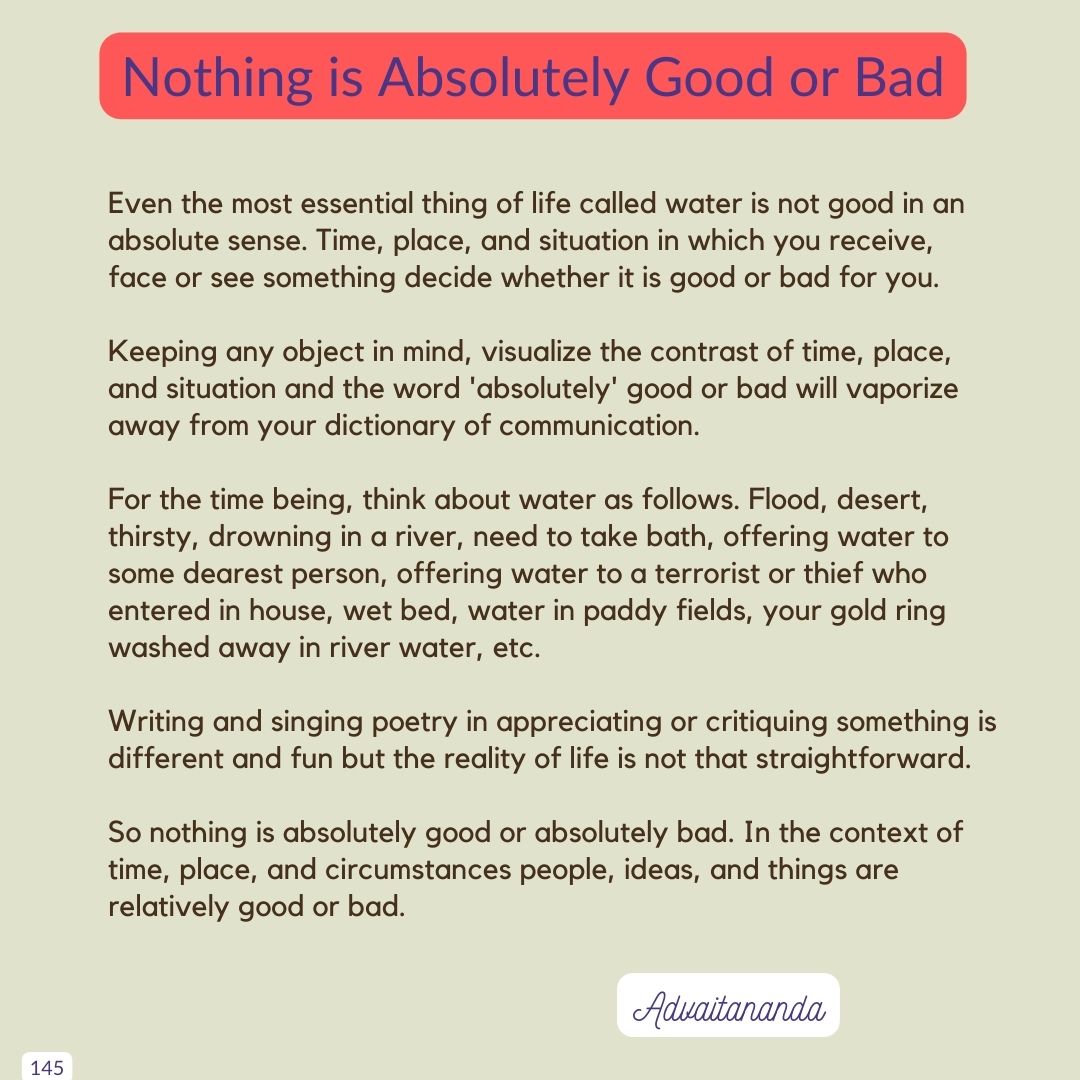 Nothing is Absolutely Good or Bad
Even the most essential thing of life called water is not good in an
absolute sense. Time, place, and situation in which you receive,
face or see something decide whether it is good or bad for you.
Keeping any object in mind, visualize the contrast of time, place,
and situation and the word 'absolutely' good or bad will vaporize
away from your dictionary of communication.
For the time being, think about water as follows. Flood, desert,
thirsty, drowning in a river, need to take bath, offering water to
some dearest person, offering water to a terrorist or thief who
entered in house, wet bed, water in paddy fields, your gold ring
washed away in river water, etc.
Writing and singing poetry in appreciating or critiquing something is
different and fun but the reality of life is not that straightforward.
So nothing is absolutely good or absolutely bad. In the context of
time, place, and circumstances people, ideas, and things are
relatively good or bad.
Advaitananda
145